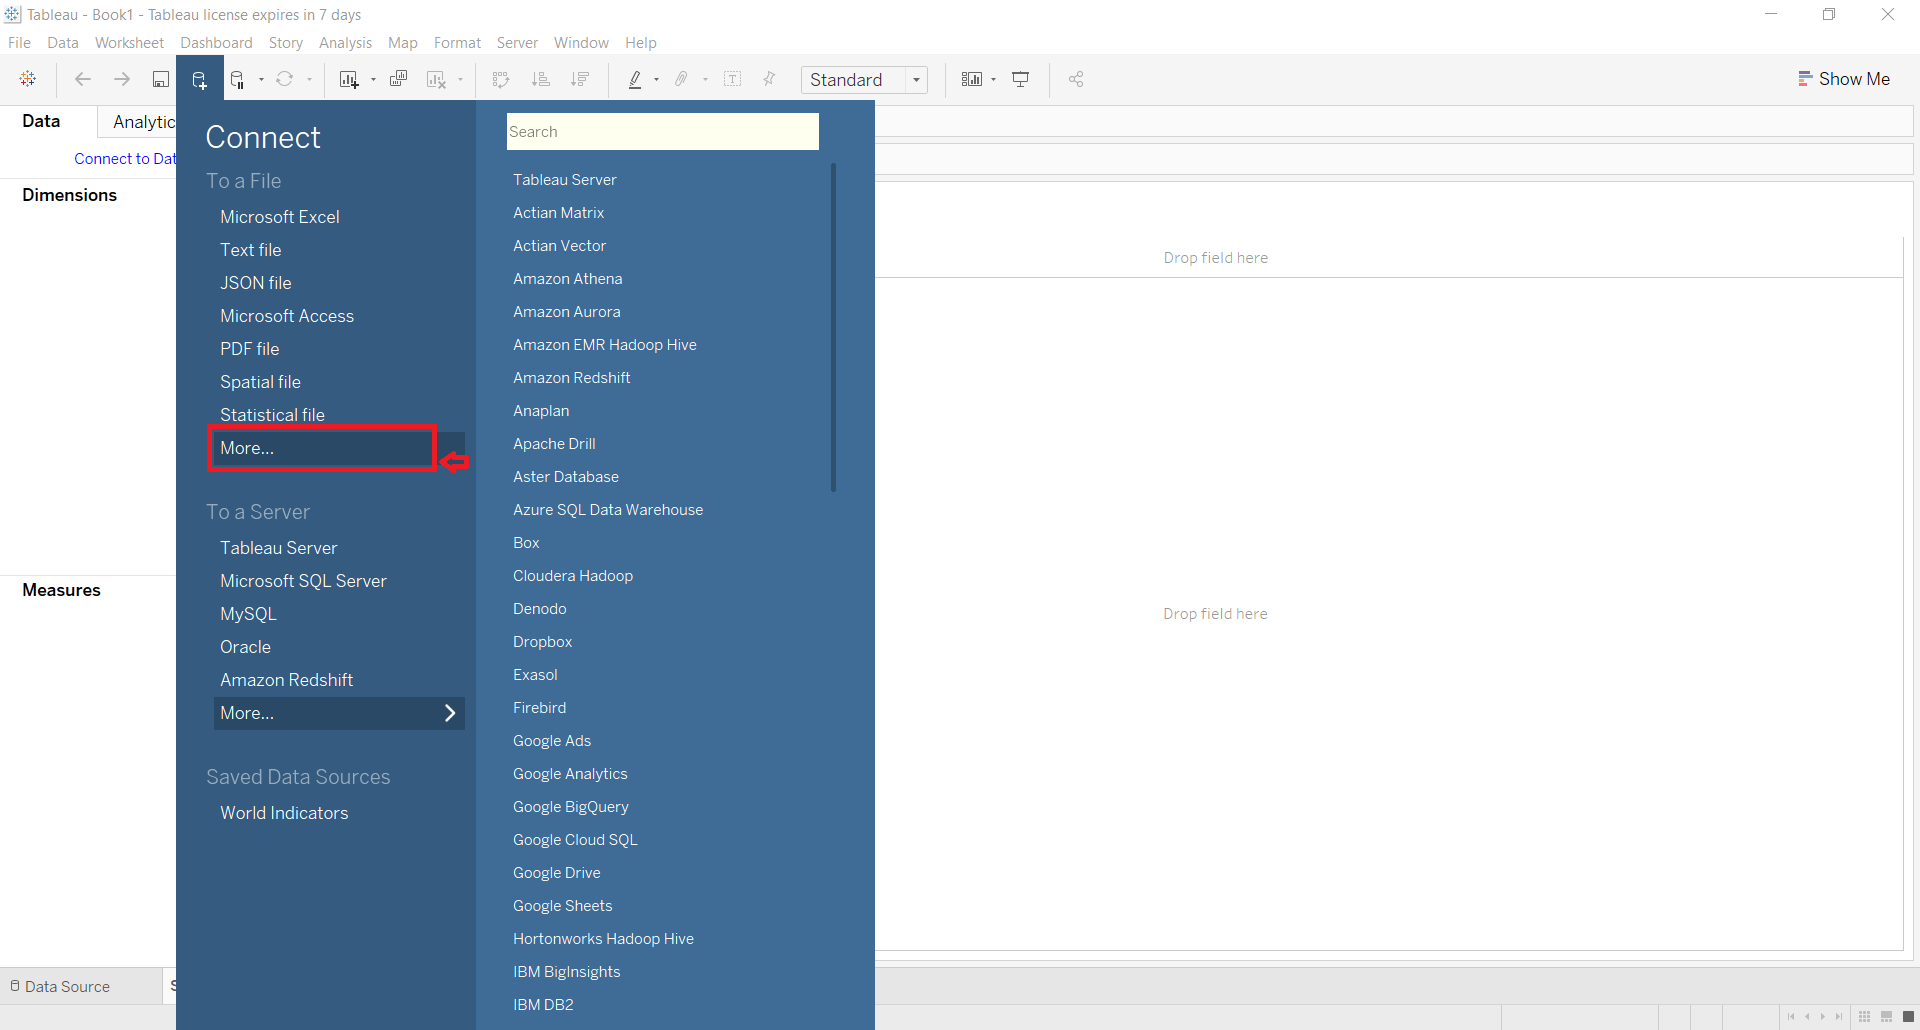 Tableau - Book1 - Tableau license expires in 7 days
File Data Worksheet Dashboard Story Analysis Map Format Server Window Help
Standard
Show Me
Data
Analytic
Connect to Dat
Dimensions
Measures
Connect
To a File
Microsoft Excel
Text file
JSON file
Microsoft Access
PDF file
Spatial file
Statistical file
More...
To a Server
Tableau Server
Microsoft SQL Server
MySQL
Oracle
Amazon Redshift
More...
Saved Data Sources
World Indicators
Search
Tableau Server
Actian Matrix
Actian Vector
Amazon Athena
Amazon Aurora
Amazon EMR Hadoop Hive
Amazon Redshift
Anaplan
Apache Drill
Aster Database
Azure SQL Data Warehouse
Box
Cloudera Hadoop
Denodo
Dropbox
Exasol
Firebird
Google Ads
Google Analytics
Google BigQuery
Google Cloud SQL
Google Drive
Google Sheets
Hortonworks Hadoop Hive
IBM BigInsights
IBM DB2
Drop field here
Drop field here
Data Source
S